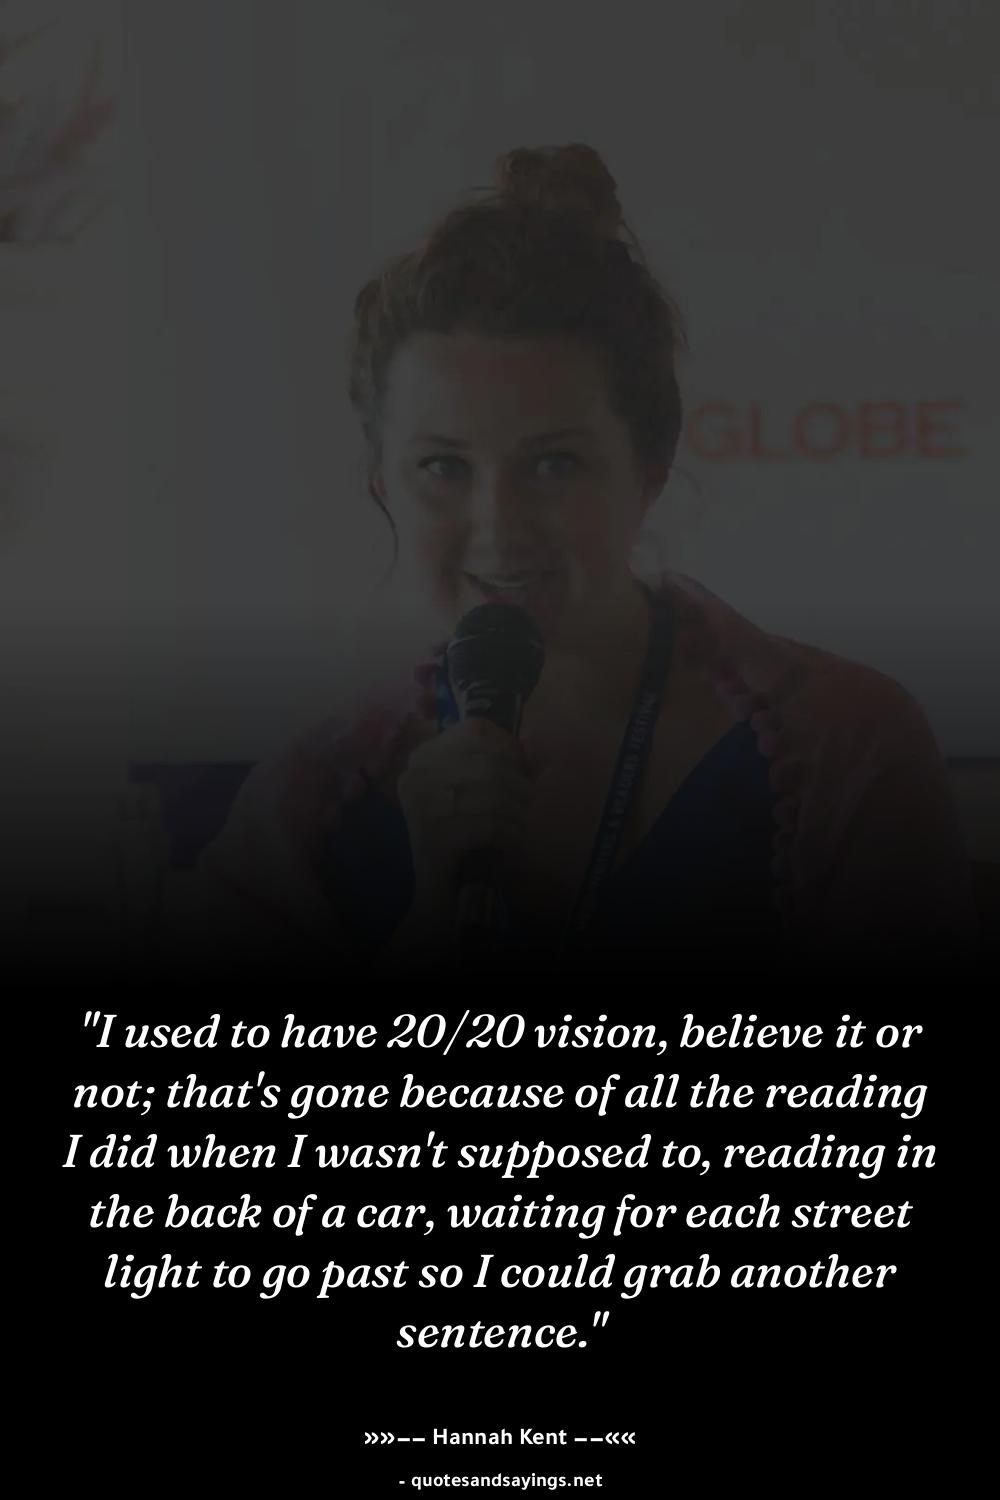 GLOBE
& READERS FESTIVAL
"I used to have 20/20 vision, believe it or
not; that's gone because of all the reading
I did when I wasn't supposed to, reading in
the back of a car, waiting for each street
light to go past so I could grab another
sentence."
»»−− Hannah Kent −−««
- quotesandsayings.net